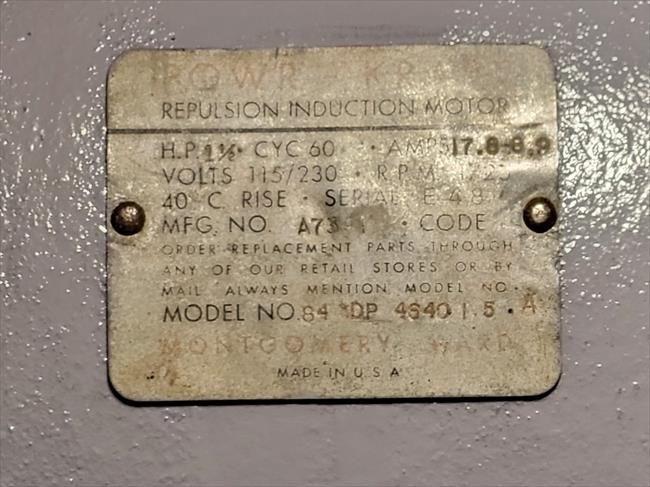 POWR KRAFT
REPULSION INDUCTION MOTOR
H.P. 1½ • CYC 60 • AMPS 17.8-8.9
VOLTS 115/230 • R.P.M.
40° C RISE • SERIAL
MFG. NO. • CODE
ORDER REPLACEMENT PARTS THROUGH
ANY OF OUR RETAIL STORES OR BY
MAIL ALWAYS MENTION MODEL NO.
MODEL NO. 84 DP 4640 1.5 • A
MONTGOMERY WARD
MADE IN U S A